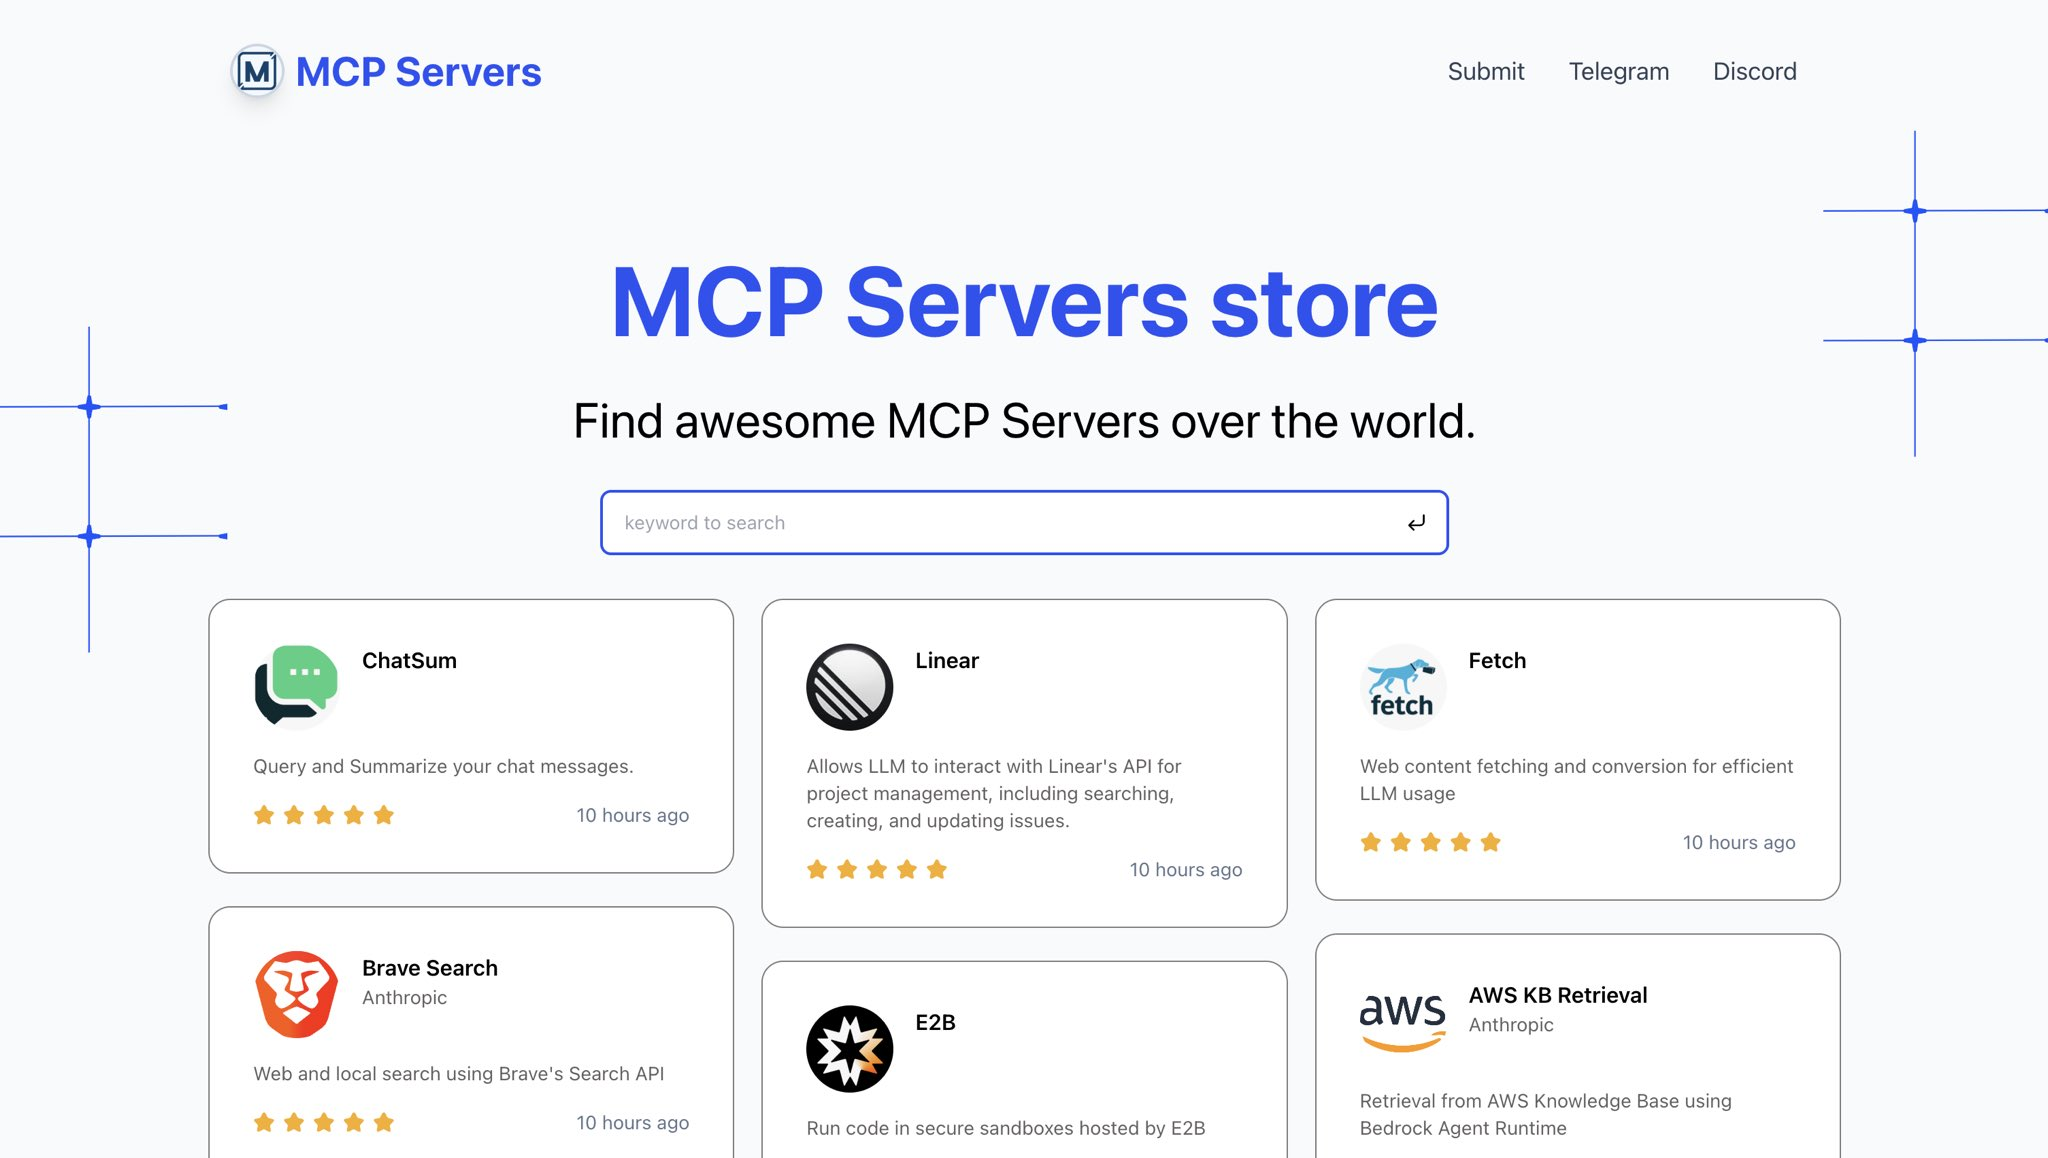 M MCP Servers
Submit Telegram Discord
MCP Servers store
Find awesome MCP Servers over the world.
keyword to search
ChatSum
Query and Summarize your chat messages.
10 hours ago
Linear
Allows LLM to interact with Linear's API for
project management, including searching,
creating, and updating issues.
10 hours ago
fetch
Fetch
Web content fetching and conversion for efficient
LLM usage
10 hours ago
Brave Search
Anthropic
Web and local search using Brave's Search API
10 hours ago
E2B
Run code in secure sandboxes hosted by E2B
aws
AWS KB Retrieval
Anthropic
Retrieval from AWS Knowledge Base using
Bedrock Agent Runtime